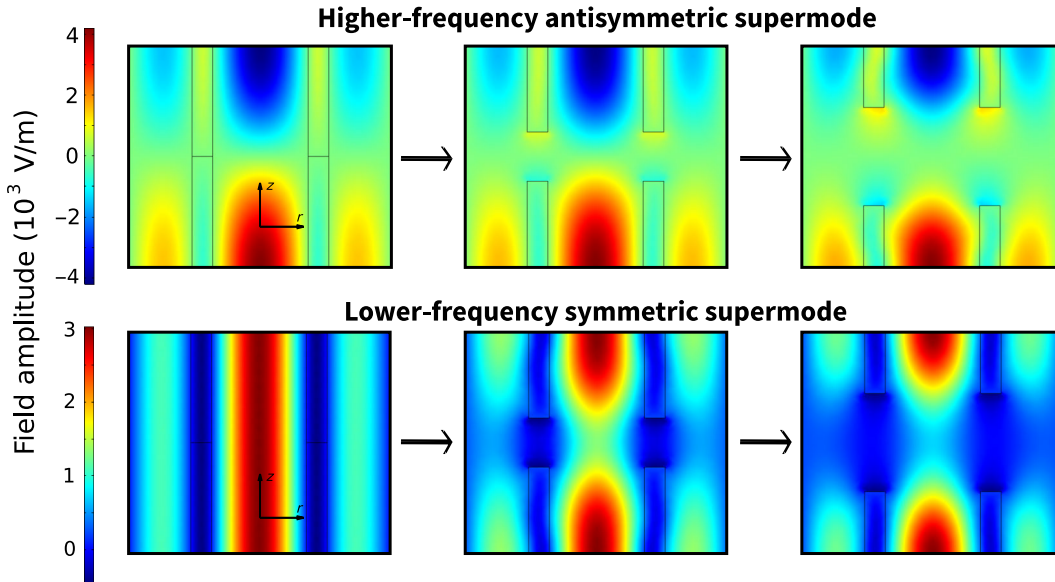 Higher-frequency antisymmetric supermode
4
2
0
−2
−4
z
r
Lower-frequency symmetric supermode
3
2
1
0
z
r
Field amplitude (10³ V/m)